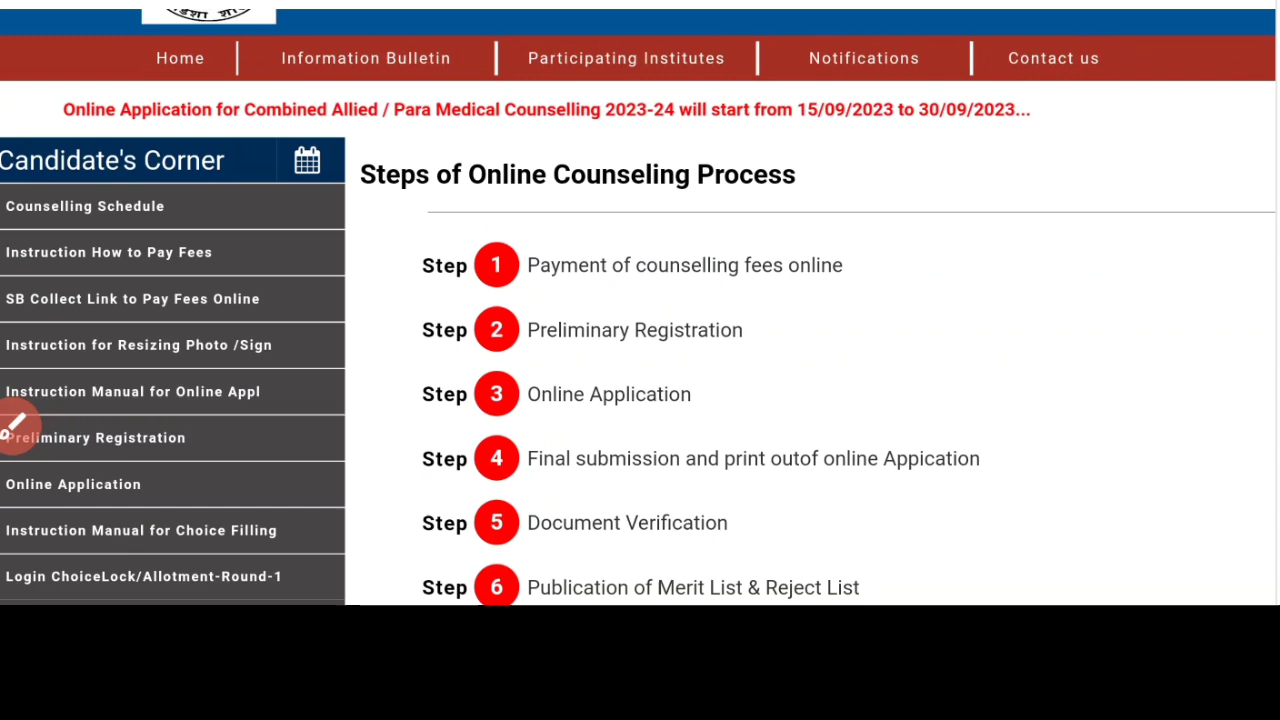 Home
Information Bulletin
Participating Institutes
Notifications
Contact us
Online Application for Combined Allied / Para Medical Counselling 2023-24 will start from 15/09/2023 to 30/09/2023...
Candidate's Corner
Counselling Schedule
Instruction How to Pay Fees
SB Collect Link to Pay Fees Online
Instruction for Resizing Photo /Sign
Instruction Manual for Online Appl
Preliminary Registration
Online Application
Instruction Manual for Choice Filling
Login ChoiceLock/Allotment-Round-1
Steps of Online Counseling Process
Step 1 Payment of counselling fees online
Step 2 Preliminary Registration
Step 3 Online Application
Step 4 Final submission and print outof online Appication
Step 5 Document Verification
Step 6 Publication of Merit List & Reject List